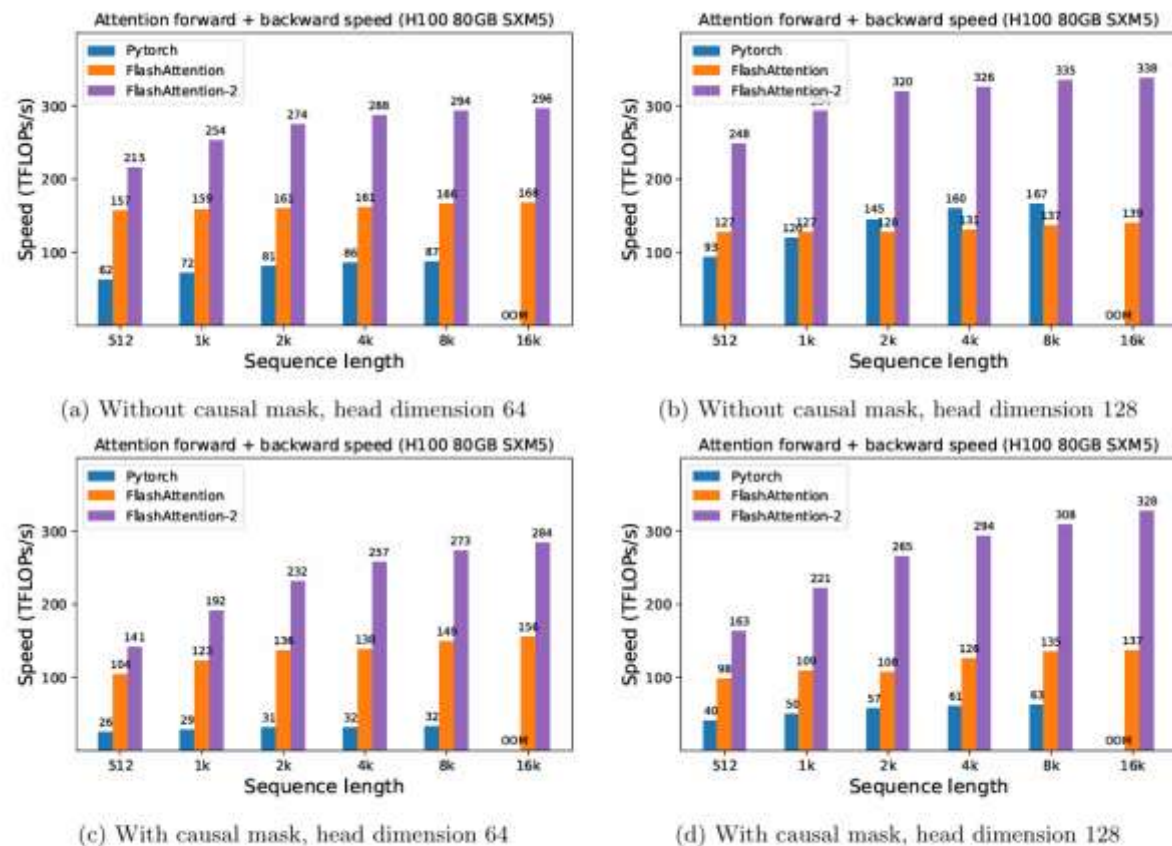 Attention forward + backward speed (H100 80GB SXM5)
Pytorch
FlashAttention
FlashAttention-2
Speed (TFLOPs/s)
300
200
100
62 157 215
72 159 254
81 161 274
86 161 288
87 166 294
OOM 168 296
512 1k 2k 4k 8k 16k
Sequence length
(a) Without causal mask, head dimension 64
Attention forward + backward speed (H100 80GB SXM5)
Pytorch
FlashAttention
FlashAttention-2
Speed (TFLOPs/s)
300
200
100
93 127 248
127
145 320
160 131 326
167 137 335
OOM 139 338
512 1k 2k 4k 8k 16k
Sequence length
(b) Without causal mask, head dimension 128
Attention forward + backward speed (H100 80GB SXM5)
Pytorch
FlashAttention
FlashAttention-2
Speed (TFLOPs/s)
300
200
100
26 104 141
29 123 192
31 136 232
32 257
32 149 273
OOM 156 284
512 1k 2k 4k 8k 16k
Sequence length
(c) With causal mask, head dimension 64
Attention forward + backward speed (H100 80GB SXM5)
Pytorch
FlashAttention
FlashAttention-2
Speed (TFLOPs/s)
300
200
100
40 98 163
50 109 221
57 265
61 126 294
63 135 308
OOM 137 328
512 1k 2k 4k 8k 16k
Sequence length
(d) With causal mask, head dimension 128